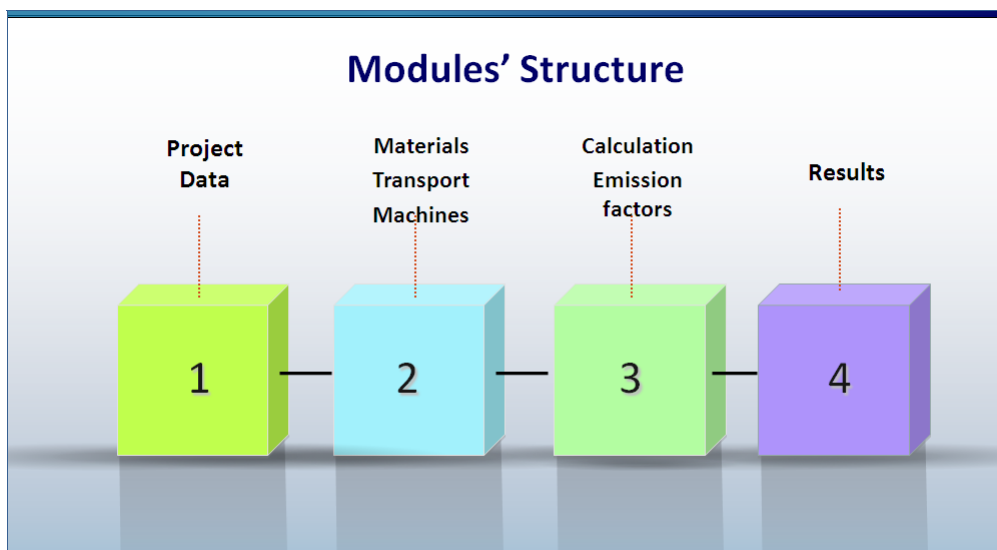 Modules’ Structure
Project
Data
Materials
Transport
Machines
Calculation
Emission
factors
Results
1
2
3
4